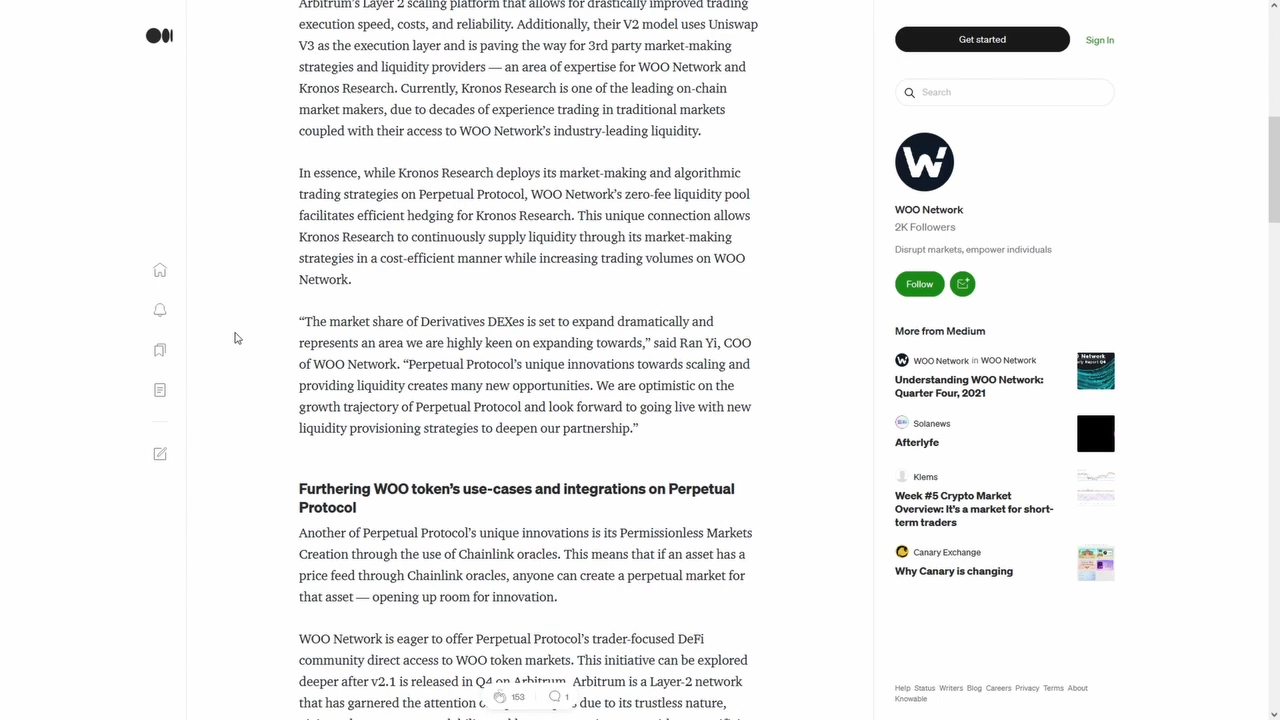 Arbitrum's Layer 2 scaling platform that allows for drastically improved trading
execution speed, costs, and reliability. Additionally, their V2 model uses Uniswap
V3 as the execution layer and is paving the way for 3rd party market-making
strategies and liquidity providers — an area of expertise for WOO Network and
Kronos Research. Currently, Kronos Research is one of the leading on-chain
market makers, due to decades of experience trading in traditional markets
coupled with their access to WOO Network's industry-leading liquidity.
In essence, while Kronos Research deploys its market-making and algorithmic
trading strategies on Perpetual Protocol, WOO Network's zero-fee liquidity pool
facilitates efficient hedging for Kronos Research. This unique connection allows
Kronos Research to continuously supply liquidity through its market-making
strategies in a cost-efficient manner while increasing trading volumes on WOO
Network.
“The market share of Derivatives DEXes is set to expand dramatically and
represents an area we are highly keen on expanding towards,” said Ran Yi, COO
of WOO Network. “Perpetual Protocol's unique innovations towards scaling and
providing liquidity creates many new opportunities. We are optimistic on the
growth trajectory of Perpetual Protocol and look forward to going live with new
liquidity provisioning strategies to deepen our partnership.”
Furthering WOO token's use-cases and integrations on Perpetual
Protocol
Another of Perpetual Protocol's unique innovations is its Permissionless Markets
Creation through the use of Chainlink oracles. This means that if an asset has a
price feed through Chainlink oracles, anyone can create a perpetual market for
that asset — opening up room for innovation.
WOO Network is eager to offer Perpetual Protocol's trader-focused DeFi
community direct access to WOO token markets. This initiative can be explored
deeper after v2.1 is released in Q4 on Arbitrum. Arbitrum is a Layer-2 network
that has garnered the attention of due to its trustless nature,
153
1
Get started
Sign In
Search
WOO Network
2K Followers
Disrupt markets, empower individuals
Follow
More from Medium
WOO Network in WOO Network
Understanding WOO Network:
Quarter Four, 2021
Solanews
Afterlyfe
Klems
Week #5 Crypto Market
Overview: It's a market for short-
term traders
Canary Exchange
Why Canary is changing
Help Status Writers Blog Careers Privacy Terms About
Knowable